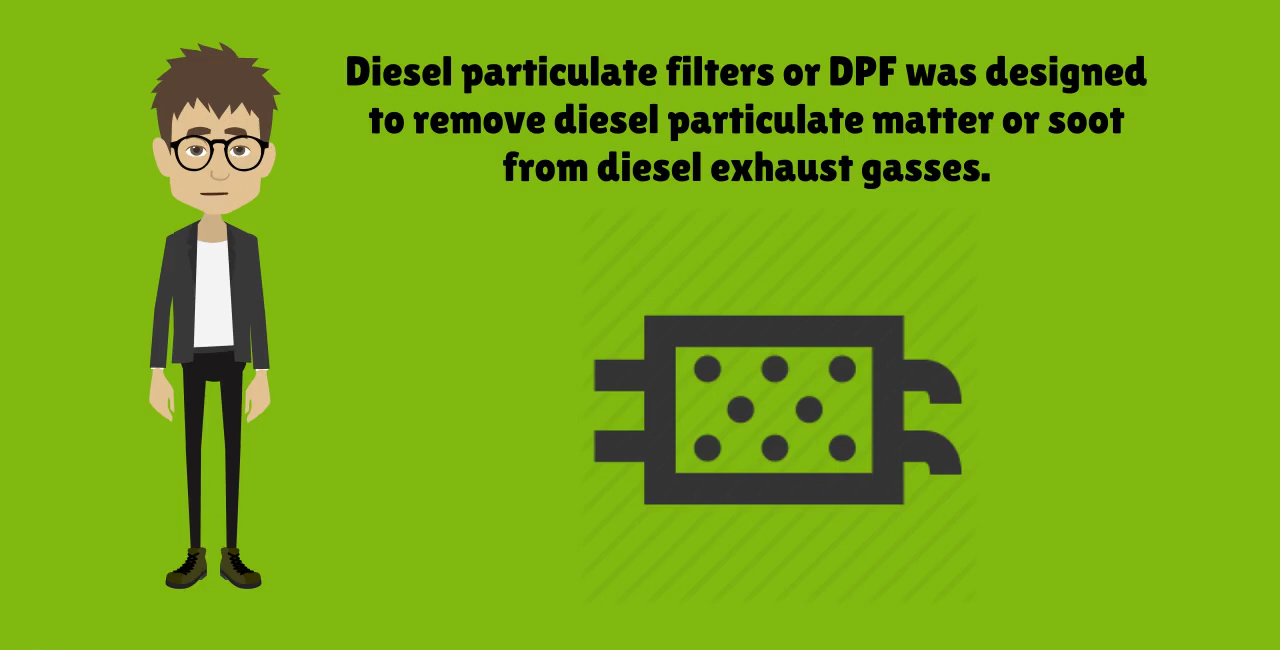 Diesel particulate filters or DPF was designed
to remove diesel particulate matter or soot
from diesel exhaust gasses.